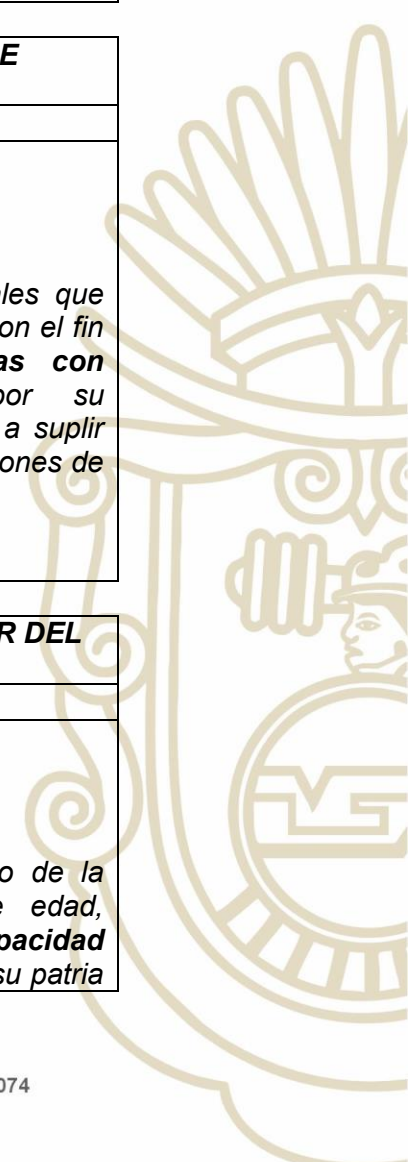 E
les que
on el fin
as con
por su
a suplir
iones de
R DEL
o de la
e edad,
pacidad
su patria
074